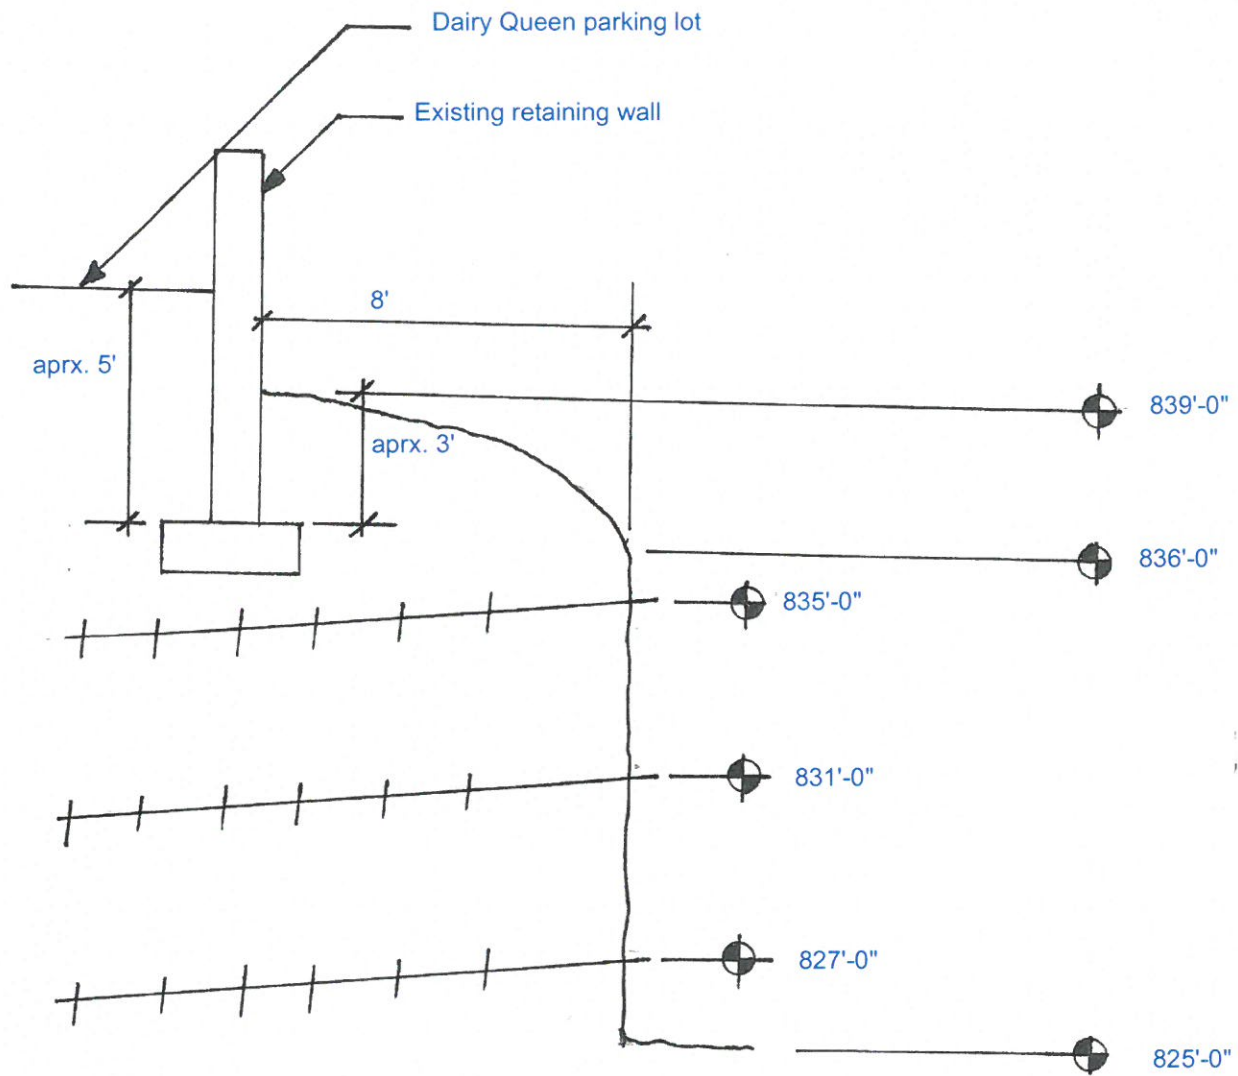 Dairy Queen parking lot
Existing retaining wall
8'
aprx. 5'
839'-0"
aprx. 3'
836'-0"
835'-0"
831'-0"
827'-0"
825'-0"